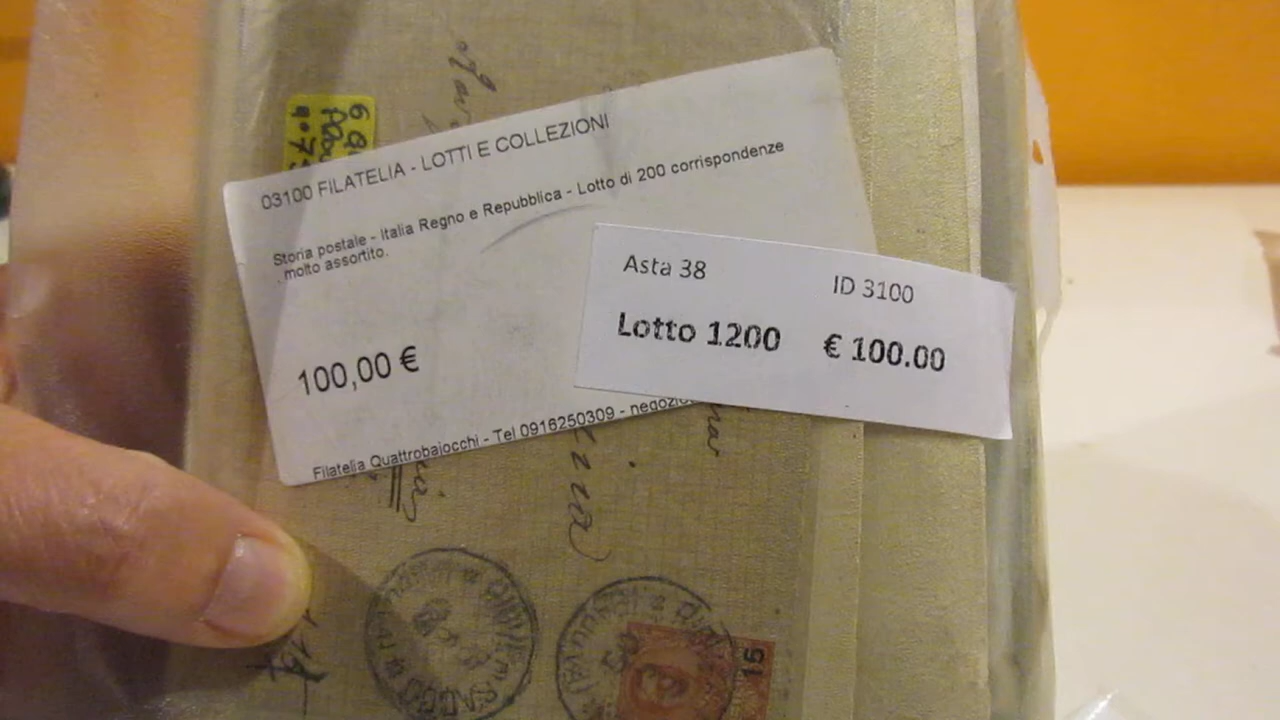 03100 FILATELIA - LOTTI E COLLEZIONI
Storia postale - Italia Regno e Repubblica - Lotto di 200 corrispondenze
molto assortito.
100,00 €
Filatelia Quattrobajocchi - Tel 0916250309 - negozio
Asta 38 ID 3100
Lotto 1200 € 100.00
15